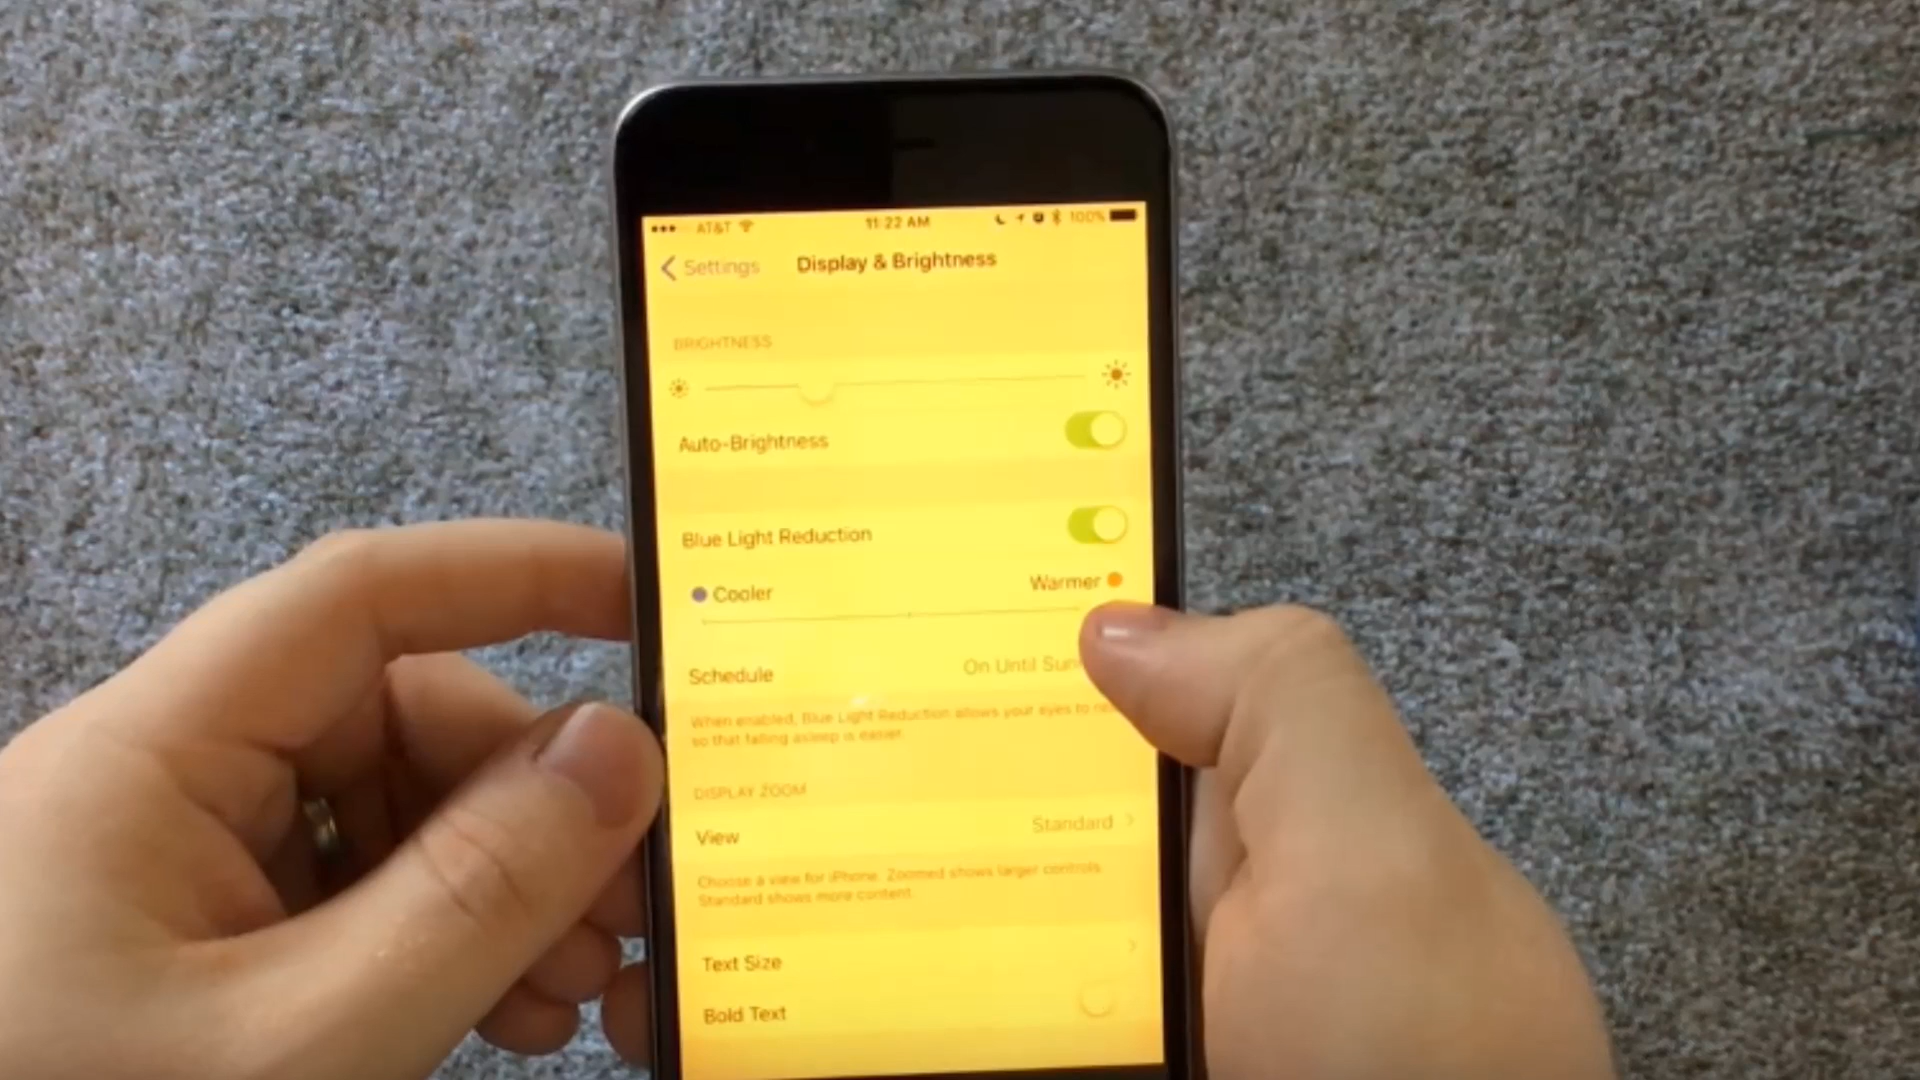 AT&T 11:22 AM 100%
Settings Display & Brightness
BRIGHTNESS
Auto-Brightness
Blue Light Reduction
Cooler Warmer
Schedule On Until
When enabled, Blue Light Reduction allows your eyes to
so that falling asleep is easier.
DISPLAY ZOOM
View Standard
Choose a view for iPhone. Zoomed shows larger controls.
Standard shows more content.
Text Size
Bold Text